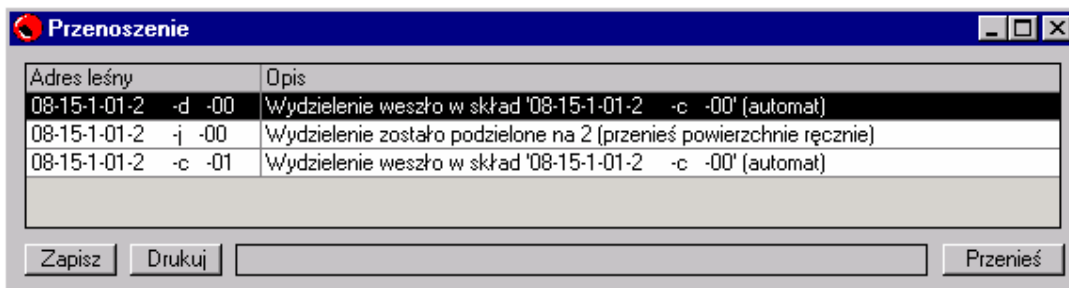 Przenoszenie
Adres leśny Opis
08-15-1-01-2 -d -00 Wydzielenie weszło w skład '08-15-1-01-2 -c -00' (automat)
08-15-1-01-2 -j -00 Wydzielenie zostało podzielone na 2 (przenieś powierzchnie ręcznie)
08-15-1-01-2 -c -01 Wydzielenie weszło w skład '08-15-1-01-2 -c -00' (automat)
Zapisz Drukuj Przenieś